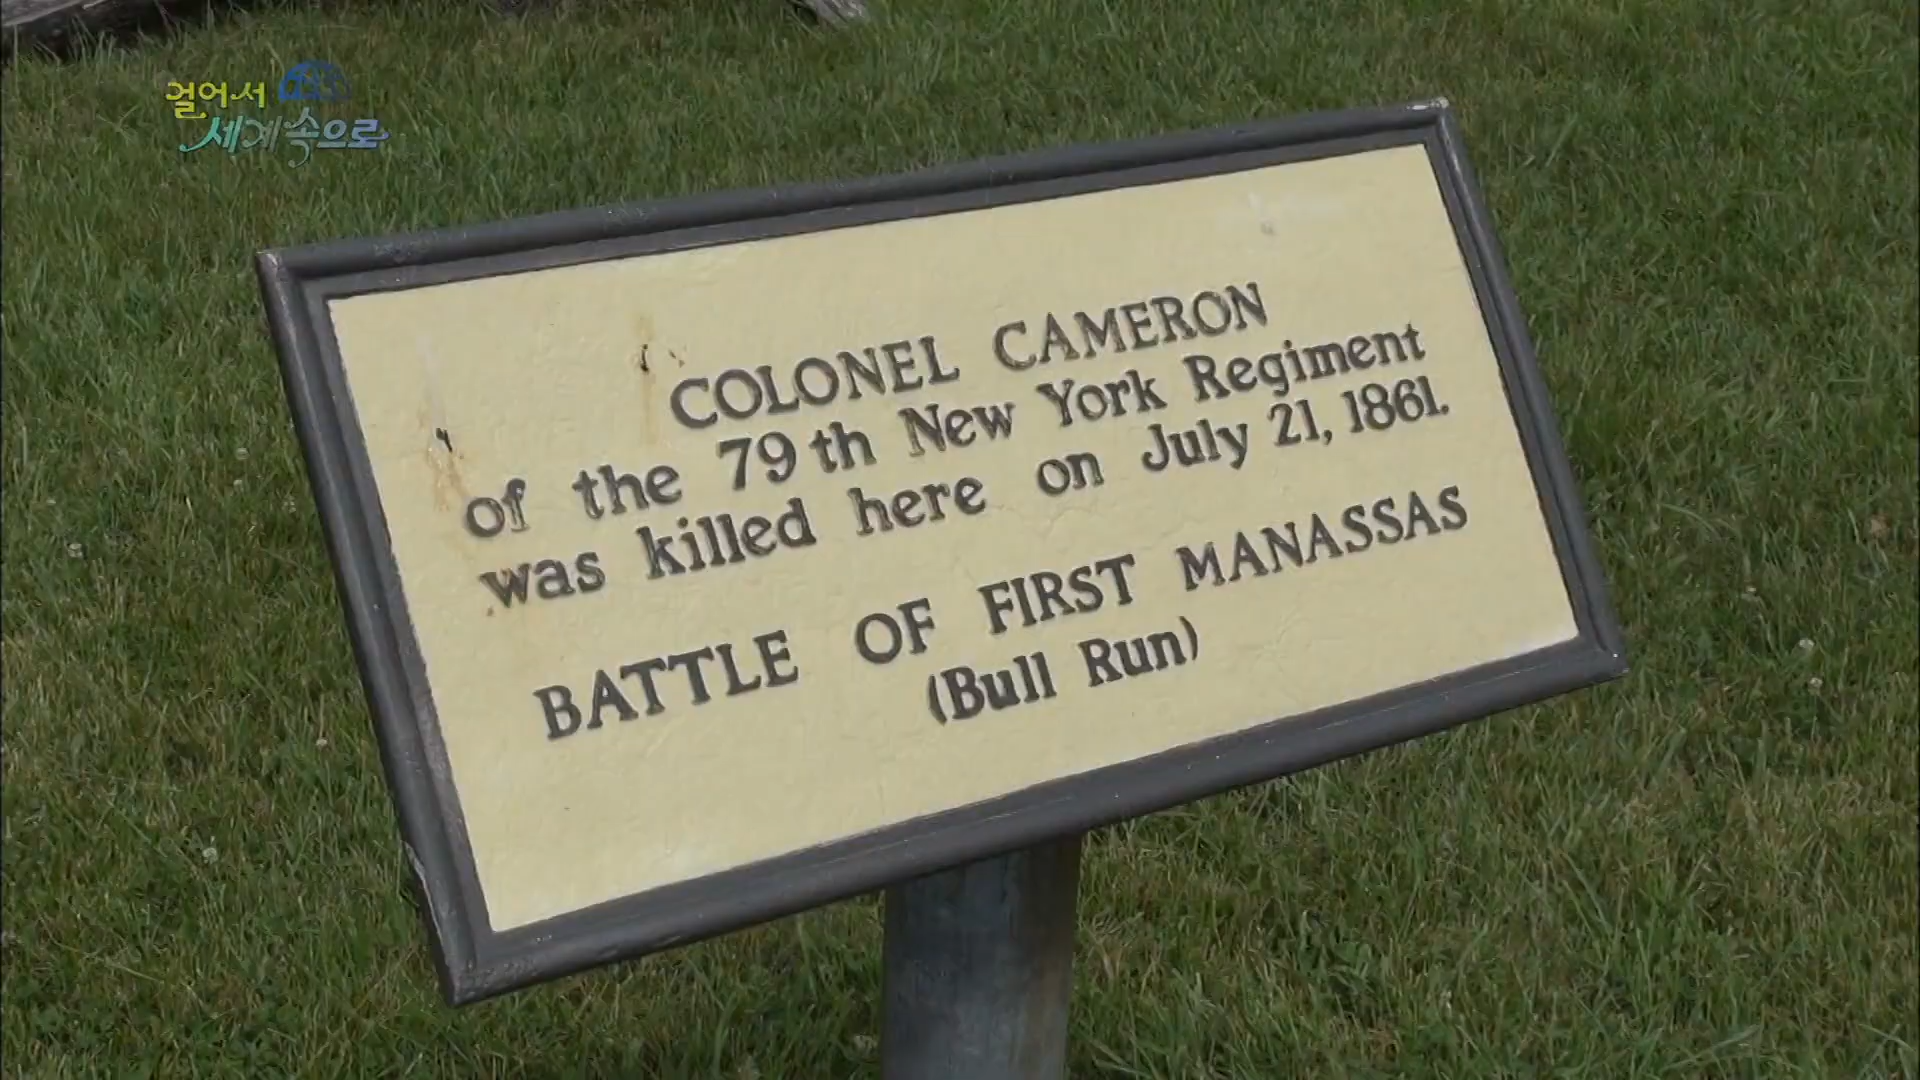 걸어서
세계속으로
COLONEL CAMERON
of the 79th New York Regiment
was killed here on July 21, 1861.
BATTLE OF FIRST MANASSAS
(Bull Run)